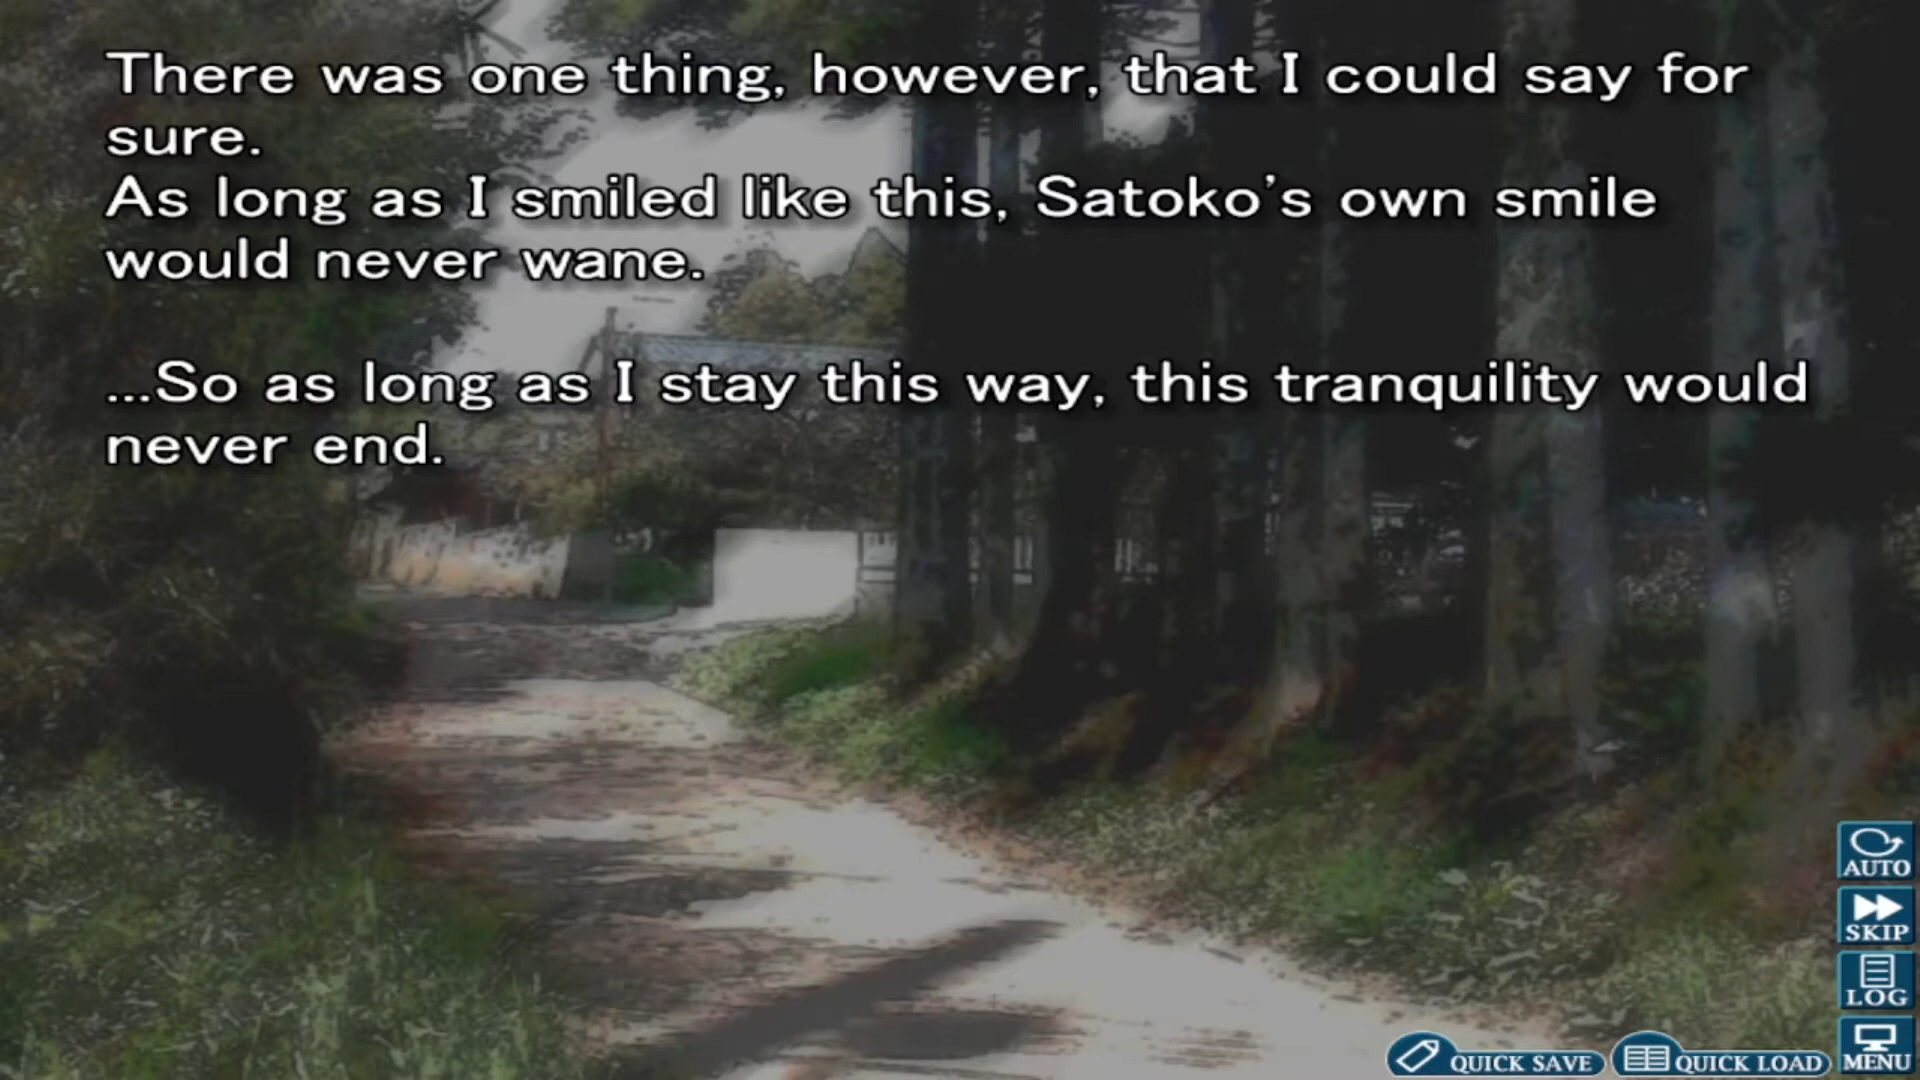 There was one thing, however, that I could say for
sure.
As long as I smiled like this, Satoko's own smile
would never wane.
...So as long as I stay this way, this tranquility would
never end.
AUTO
SKIP
LOG
MENU
QUICK SAVE
QUICK LOAD